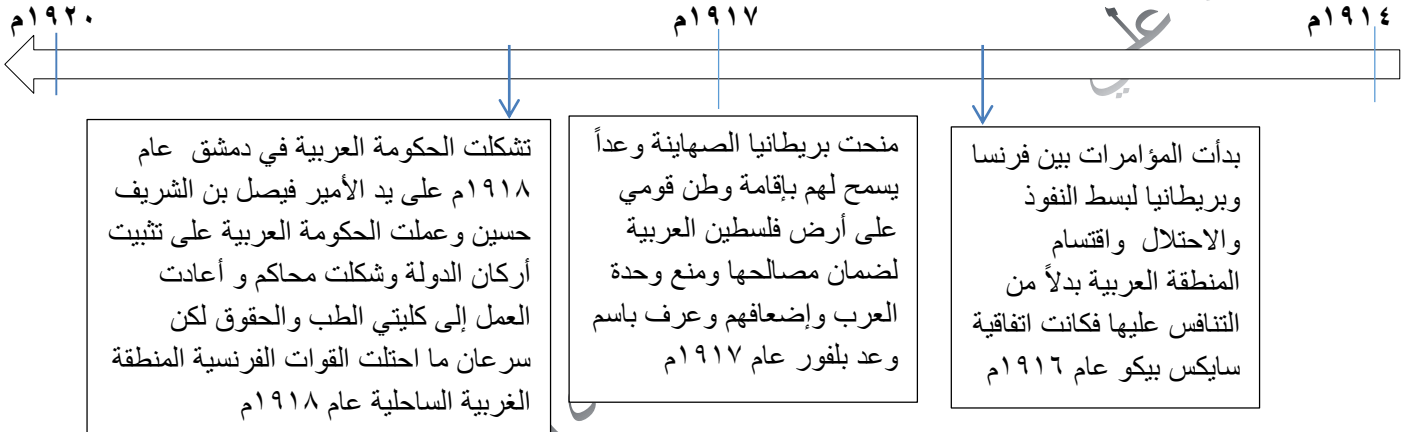 ١٩١٤م
١٩١٧م
١٩٢٠م
بدأت المؤامرات بين فرنسا
وبريطانيا لبسط النفوذ
والاحتلال واقتسام
المنطقة العربية بدلاً من
التنافس عليها فكانت اتفاقية
سايكس بيكو عام ١٩١٦م
منحت بريطانيا الصهاينة وعداً
يسمح لهم بإقامة وطن قومي
على أرض فلسطين العربية
لضمان مصالحها ومنع وحدة
العرب وإضعافهم وعرف باسم
وعد بلفور عام ١٩١٧م
تشكلت الحكومة العربية في دمشق عام
١٩١٨م على يد الأمير فيصل بن الشريف
حسين وعملت الحكومة العربية على تثبيت
أركان الدولة وشكلت محاكم و أعادت
العمل إلى كليتي الطب والحقوق لكن
سرعان ما احتلت القوات الفرنسية المنطقة
الغربية الساحلية عام ١٩١٨م